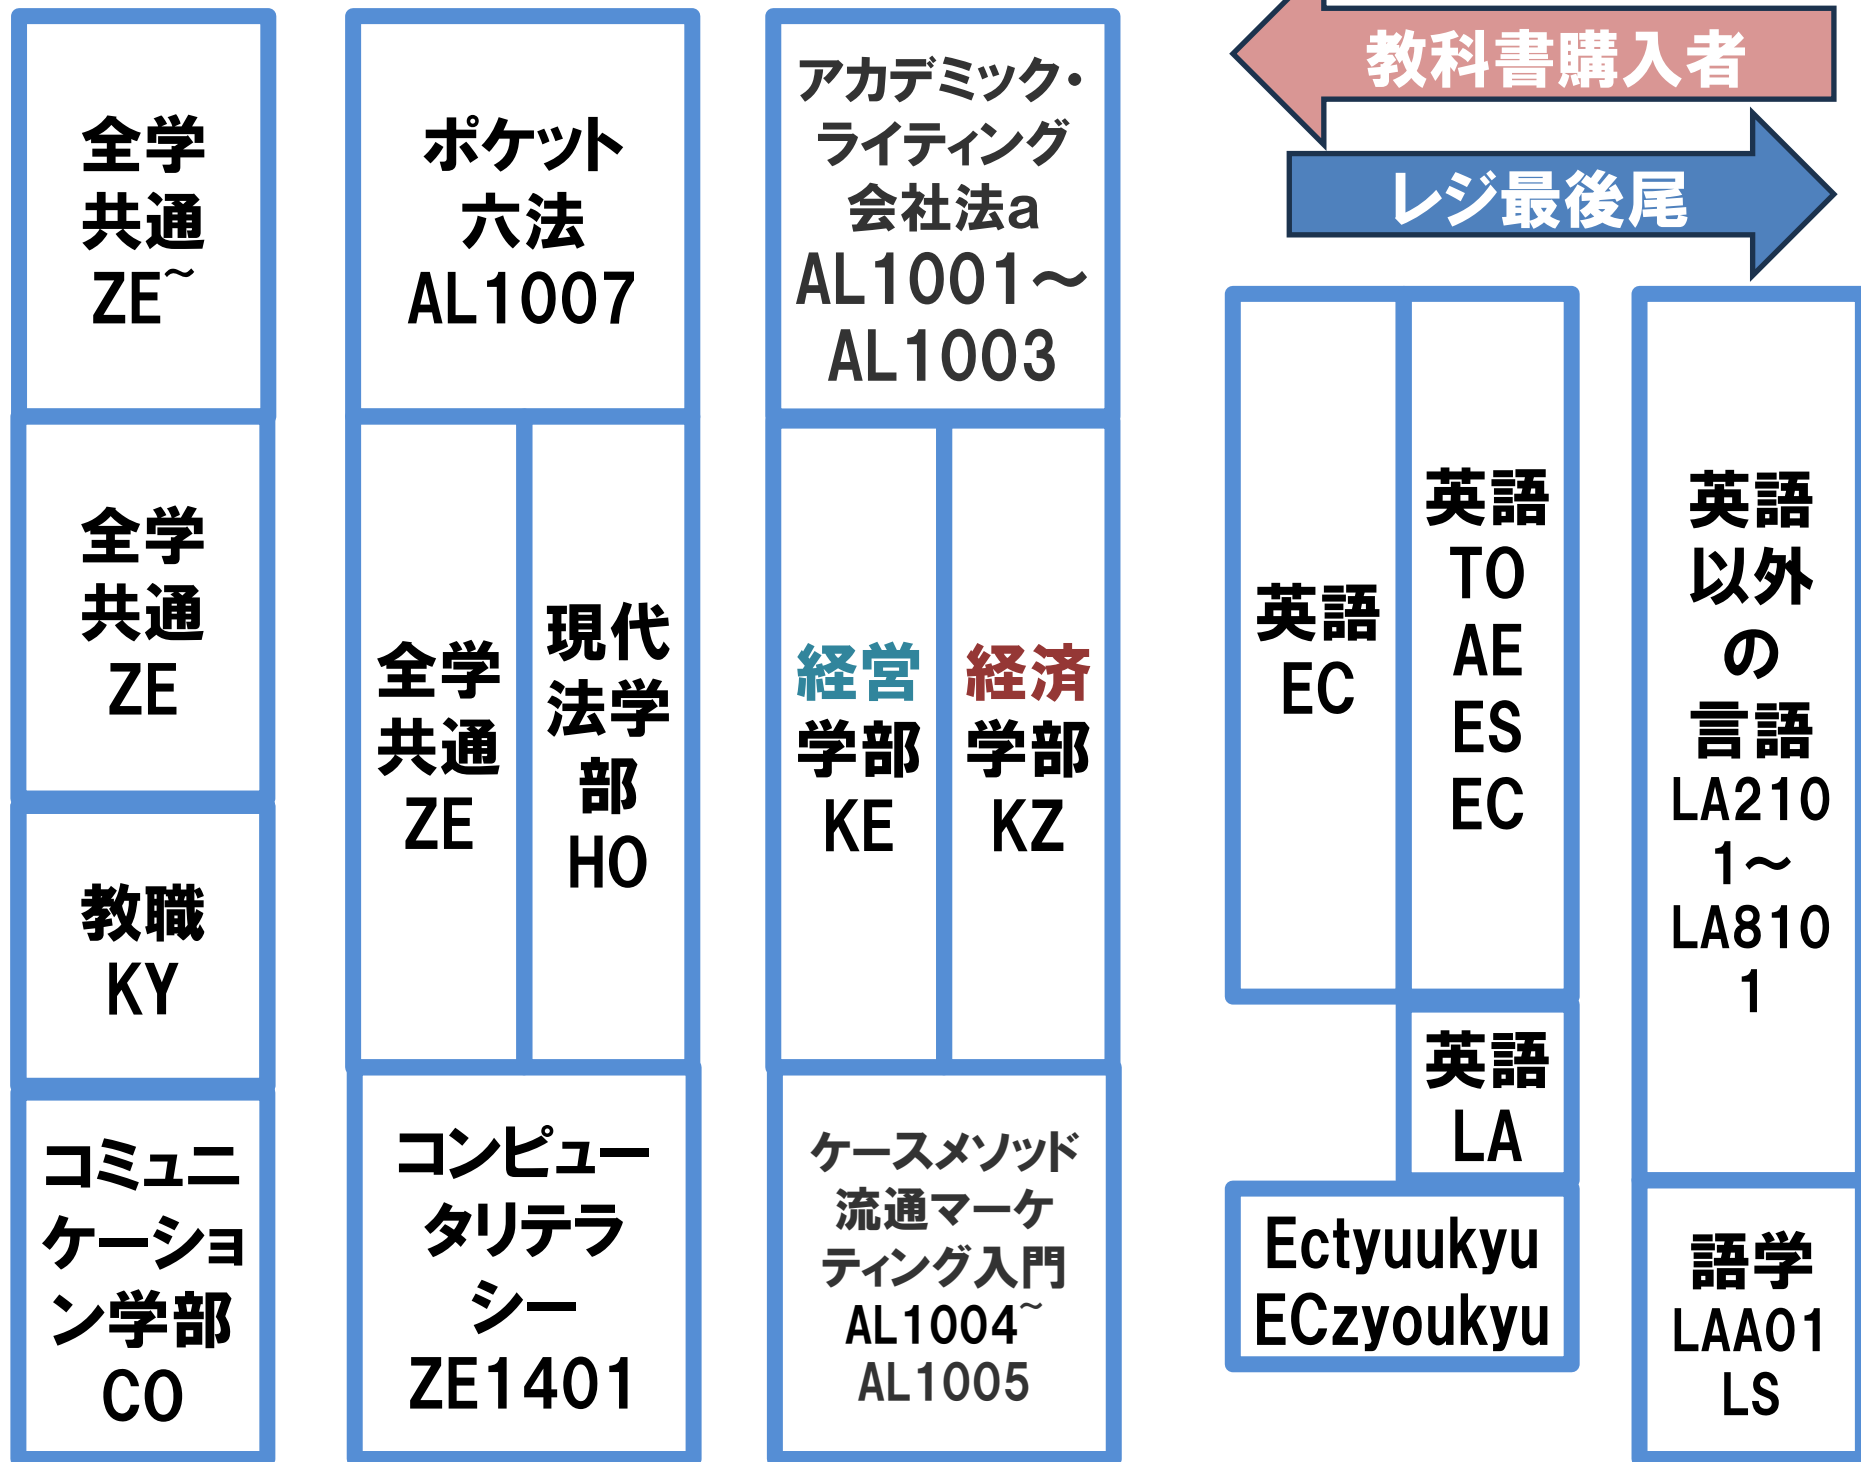 全学
共通
ZE~
全学
共通
ZE
教職
KY
コミュニ
ケーショ
ン学部
CO
ポケット
六法
AL1007
全学
共通
ZE
現代
法学
部
HO
コンピュー
タリテラ
シー
ZE1401
アカデミック・
ライティング
会社法a
AL1001～
AL1003
経営
学部
KE
経済
学部
KZ
ケースメソッド
流通マーケ
ティング入門
AL1004~
AL1005
教科書購入者
レジ最後尾
英語
EC
英語
TO
AE
ES
EC
英語
LA
Ectyuukyu
ECzyoukyu
英語
以外
の
言語
LA210
1～
LA810
1
語学
LAA01
LS